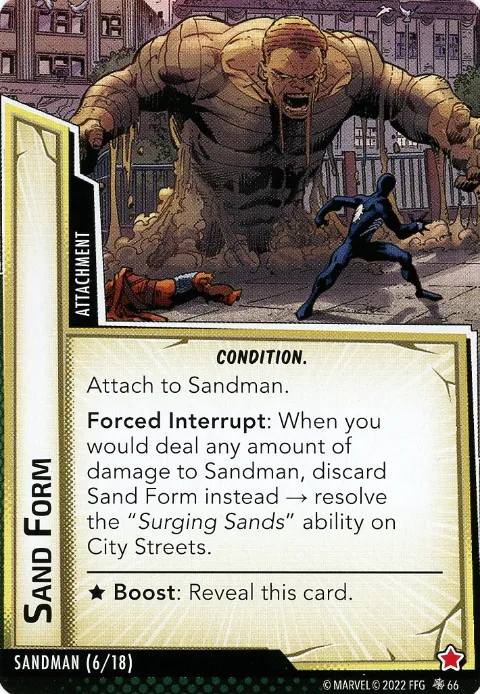 ATTACHMENT
SAND FORM
CONDITION.
Attach to Sandman.
Forced Interrupt: When you
would deal any amount of
damage to Sandman, discard
Sand Form instead → resolve
the “Surging Sands” ability on
City Streets.
★ Boost: Reveal this card.
SANDMAN (6/18)
© MARVEL © 2022 FFG 66